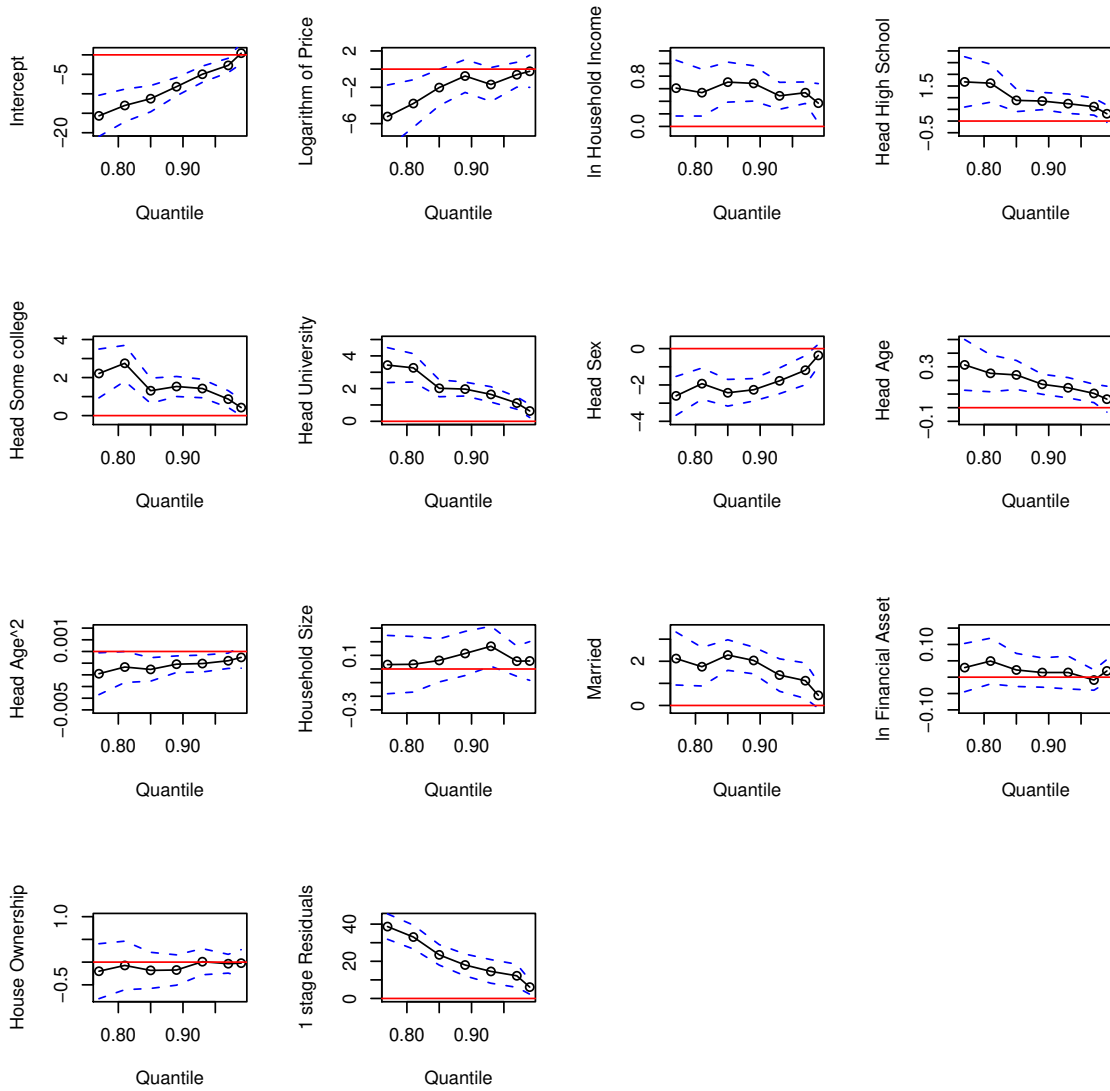 Intercept
−5
−20
0.80 0.90
Quantile
Logarithm of Price
2
−2
−6
0.80 0.90
Quantile
ln Household Income
0.8
0.0
0.80 0.90
Quantile
Head High School
1.5
−0.5
0.80 0.90
Quantile
Head Some college
4
2
0
0.80 0.90
Quantile
Head University
4
2
0
0.80 0.90
Quantile
Head Sex
0
−2
−4
0.80 0.90
Quantile
Head Age
0.3
−0.1
0.80 0.90
Quantile
Head Age^2
0.001
−0.005
0.80 0.90
Quantile
Household Size
0.1
−0.3
0.80 0.90
Quantile
Married
2
0
0.80 0.90
Quantile
ln Financial Asset
0.10
−0.10
0.80 0.90
Quantile
House Ownership
1.0
−0.5
0.80 0.90
Quantile
1 stage Residuals
40
20
0
0.80 0.90
Quantile